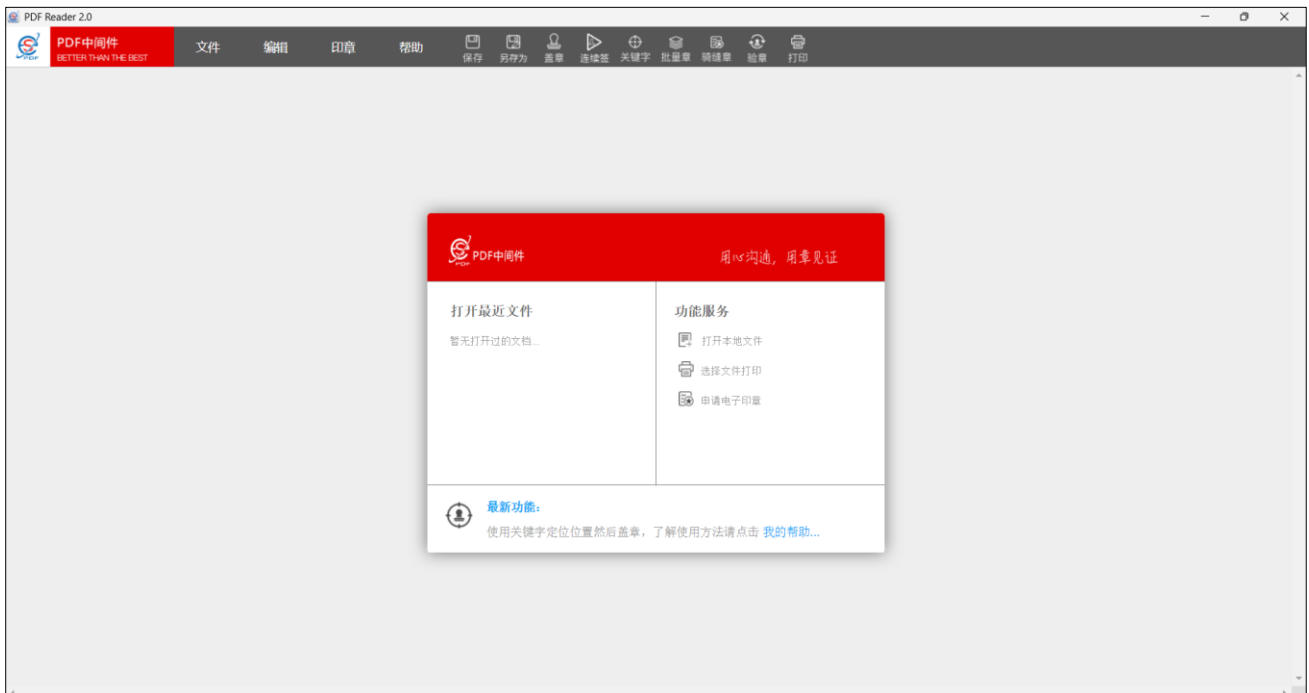 PDF Reader 2.0
PDF中间件
BETTER THAN THE BEST
文件 编辑 印章 帮助
保存 另存为 盖章 连续签 关键字 批量章 骑缝章 验章 打印
PDF
PDF中间件
PDF
用心沟通，用章见证
打开最近文件
暂无打开过的文档...
功能服务
打开本地文件
选择文件打印
申请电子印章
最新功能：
使用关键字定位位置然后盖章，了解使用方法请点击 我的帮助...